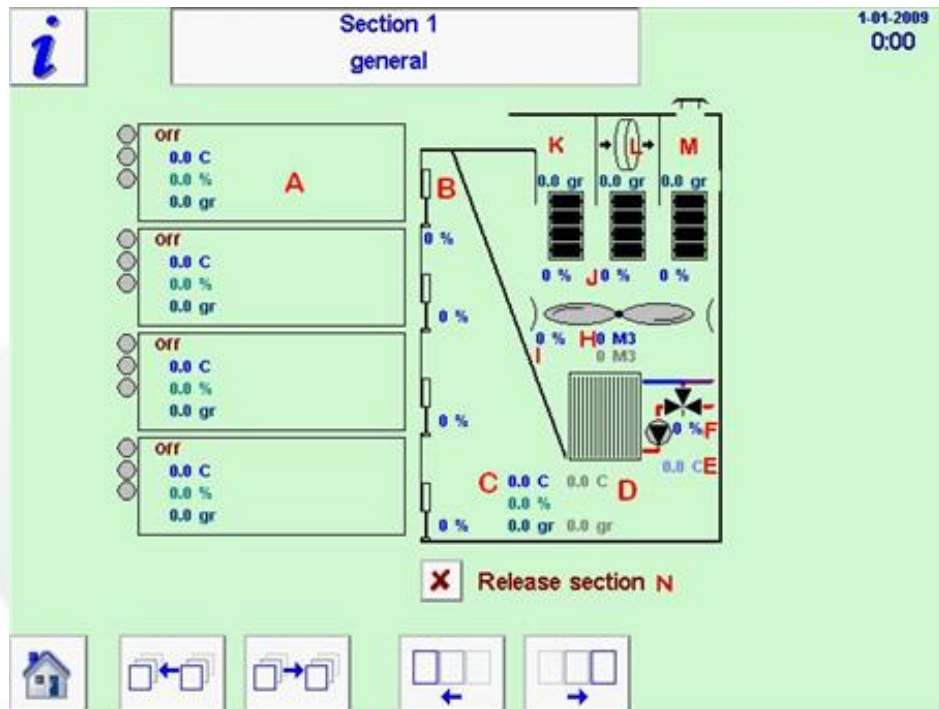 i
Section 1
general
1-01-2009
0:00
Off
0.0 C
0.0 %
0.0 gr
A
Off
0.0 C
0.0 %
0.0 gr
Off
0.0 C
0.0 %
0.0 gr
Off
0.0 C
0.0 %
0.0 gr
B
0 %
0 %
0 %
0 %
K L M
0.0 gr 0.0 gr 0.0 gr
0 % J 0 % 0 %
0 % H 0 M3
I 0 M3
0 % F
0.0 C E
C 0.0 C 0.0 C D
0.0 %
0.0 gr 0.0 gr
X Release section N